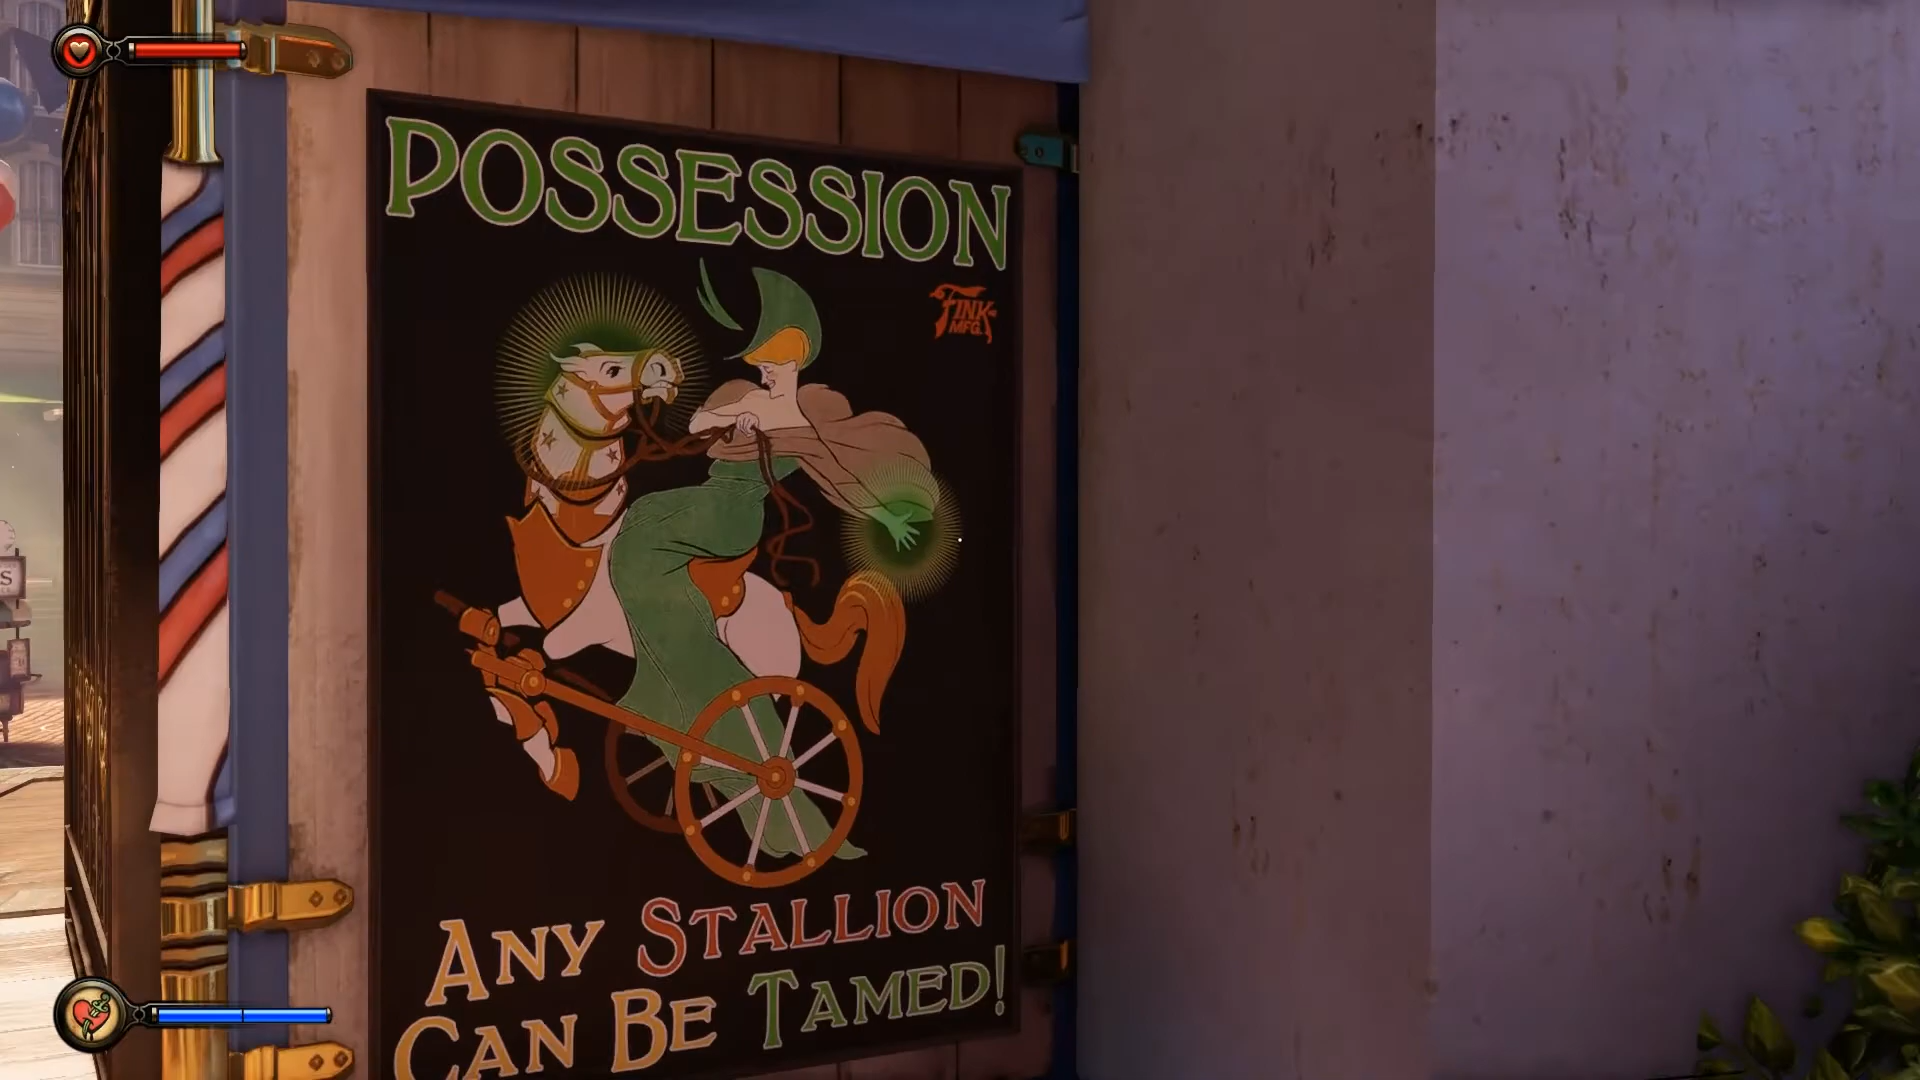 POSSESSION
FINK
MFG.
ANY STALLION
CAN BE TAMED!
S